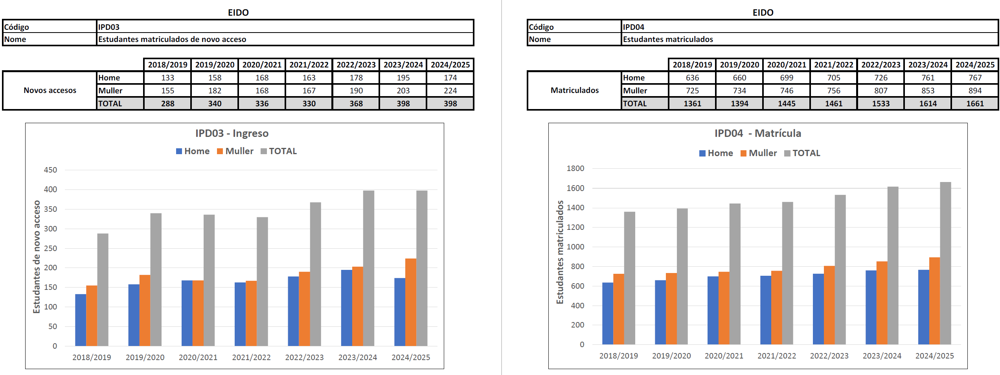 EIDO
Código IPD03
Nome Estudantes matriculados de novo acceso
2018/2019 2019/2020 2020/2021 2021/2022 2022/2023 2023/2024 2024/2025
Novos accesos
Home 133 158 168 163 178 195 174
Muller 155 182 168 167 190 203 224
TOTAL 288 340 336 330 368 398 398
IPD03 - Ingreso
Home Muller TOTAL
Estudantes de novo acceso
450
400
350
300
250
200
150
100
50
0
2018/2019 2019/2020 2020/2021 2021/2022 2022/2023 2023/2024 2024/2025
EIDO
Código IPD04
Nome Estudantes matriculados
2018/2019 2019/2020 2020/2021 2021/2022 2022/2023 2023/2024 2024/2025
Matriculados
Home 636 660 699 705 726 761 767
Muller 725 734 746 756 807 853 894
TOTAL 1361 1394 1445 1461 1533 1614 1661
IPD04 - Matrícula
Home Muller TOTAL
Estudantes matriculados
1800
1600
1400
1200
1000
800
600
400
200
0
2018/2019 2019/2020 2020/2021 2021/2022 2022/2023 2023/2024 2024/2025